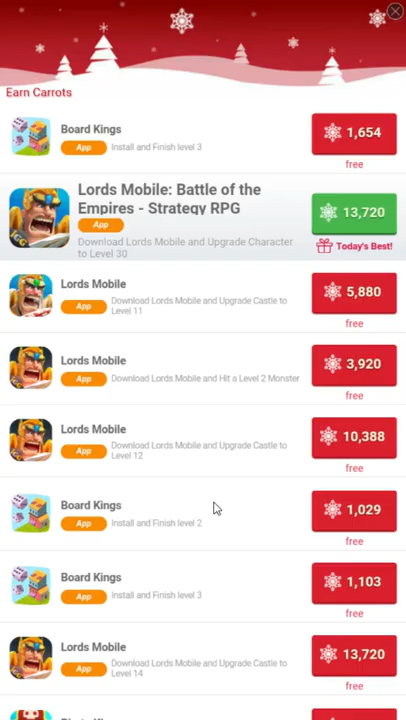 Earn Carrots
Board Kings
App Install and Finish level 3
1,654
free
Lords Mobile: Battle of the
Empires - Strategy RPG
App
Download Lords Mobile and Upgrade Character
to Level 30
13,720
Today's Best!
Lords Mobile
App Download Lords Mobile and Upgrade Castle to
Level 11
5,880
free
Lords Mobile
App Download Lords Mobile and Hit a Level 2 Monster
3,920
free
Lords Mobile
App Download Lords Mobile and Upgrade Castle to
Level 12
10,388
free
Board Kings
App Install and Finish level 2
1,029
free
Board Kings
App Install and Finish level 3
1,103
free
Lords Mobile
App Download Lords Mobile and Upgrade Castle to
Level 14
13,720
free